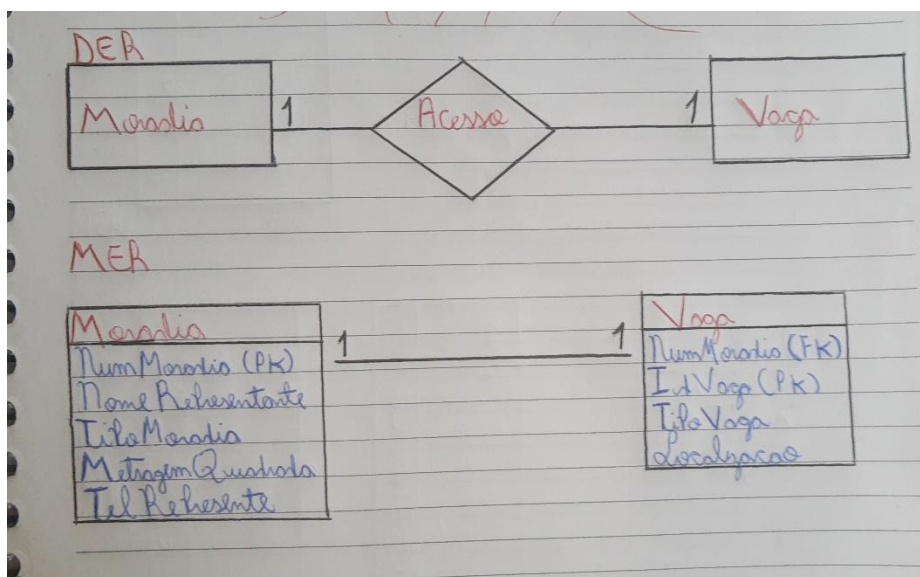 DER
Moradia 1 Acesso 1 Vaga
MER
Moradia
NumMoradia (PK)
NomeRepresentante
TipoMoradia
MetragemQuadrada
TelRepresente
1 1
Vaga
NumMoradia (FK)
IdVaga (PK)
TipoVaga
Localzacao